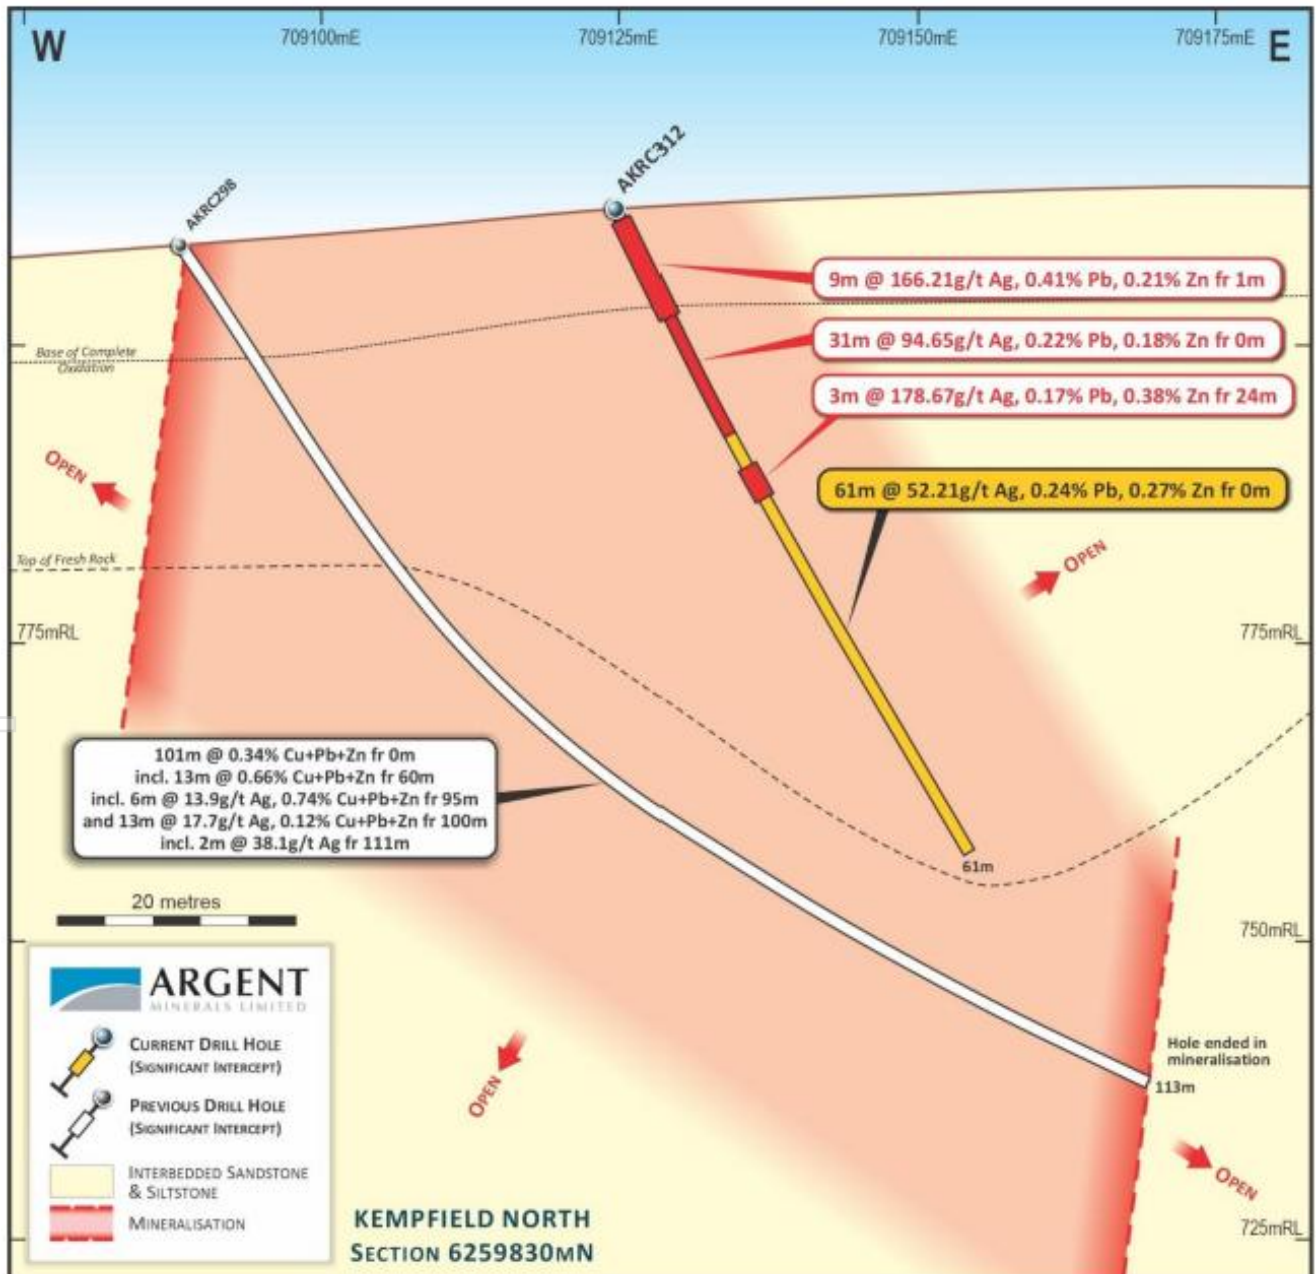 W
709100mE
709125mE
709150mE
709175mE
E
AKRC298
AKRC312
9m @ 166.21g/t Ag, 0.41% Pb, 0.21% Zn fr 1m
31m @ 94.65g/t Ag, 0.22% Pb, 0.18% Zn fr 0m
3m @ 178.67g/t Ag, 0.17% Pb, 0.38% Zn fr 24m
61m @ 52.21g/t Ag, 0.24% Pb, 0.27% Zn fr 0m
Base of Complete
Oxidation
OPEN
OPEN
Top of Fresh Rock
775mRL
775mRL
101m @ 0.34% Cu+Pb+Zn fr 0m
incl. 13m @ 0.66% Cu+Pb+Zn fr 60m
incl. 6m @ 13.9g/t Ag, 0.74% Cu+Pb+Zn fr 95m
and 13m @ 17.7g/t Ag, 0.12% Cu+Pb+Zn fr 100m
incl. 2m @ 38.1g/t Ag fr 111m
61m
20 metres
750mRL
ARGENT
MINERALS LIMITED
CURRENT DRILL HOLE
(SIGNIFICANT INTERCEPT)
PREVIOUS DRILL HOLE
(SIGNIFICANT INTERCEPT)
INTERBEDDED SANDSTONE
& SILTSTONE
MINERALISATION
OPEN
Hole ended in
mineralisation
113m
OPEN
KEMPFIELD NORTH
SECTION 6259830MN
725mRL